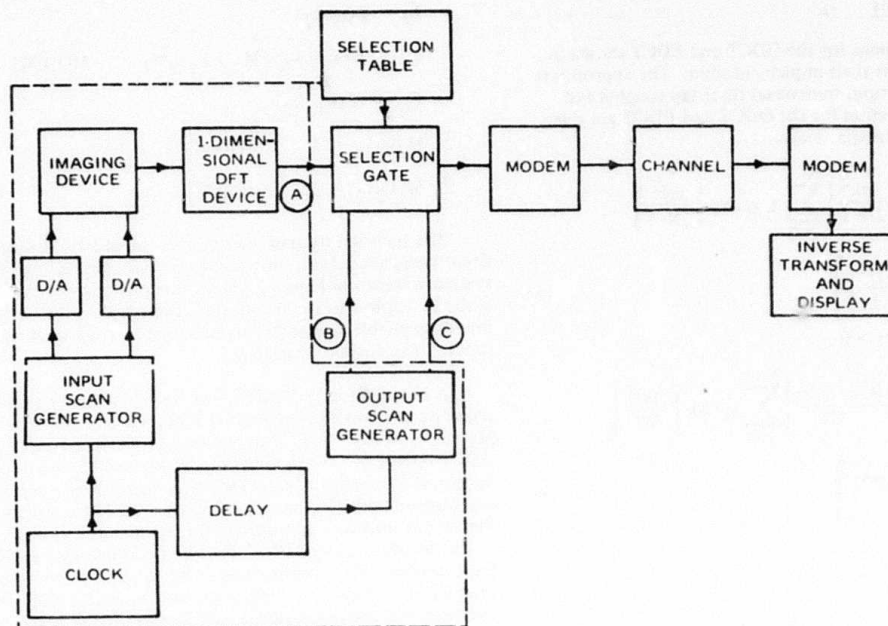 SELECTION
TABLE
IMAGING
DEVICE
1-DIMEN-
SIONAL
DFT
DEVICE
A
SELECTION
GATE
MODEM
CHANNEL
MODEM
INVERSE
TRANSFORM
AND
DISPLAY
D/A
D/A
B
C
INPUT
SCAN
GENERATOR
OUTPUT
SCAN
GENERATOR
DELAY
CLOCK